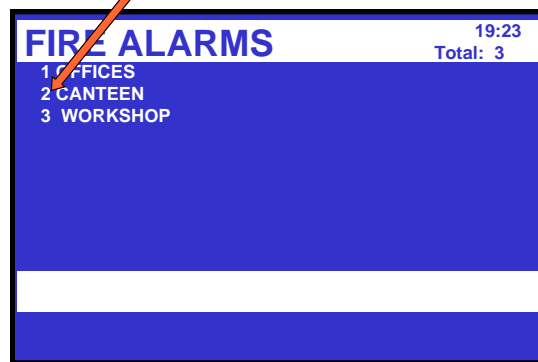 FIRE ALARMS
19:23
Total: 3
1 OFFICES
2 CANTEEN
3 WORKSHOP